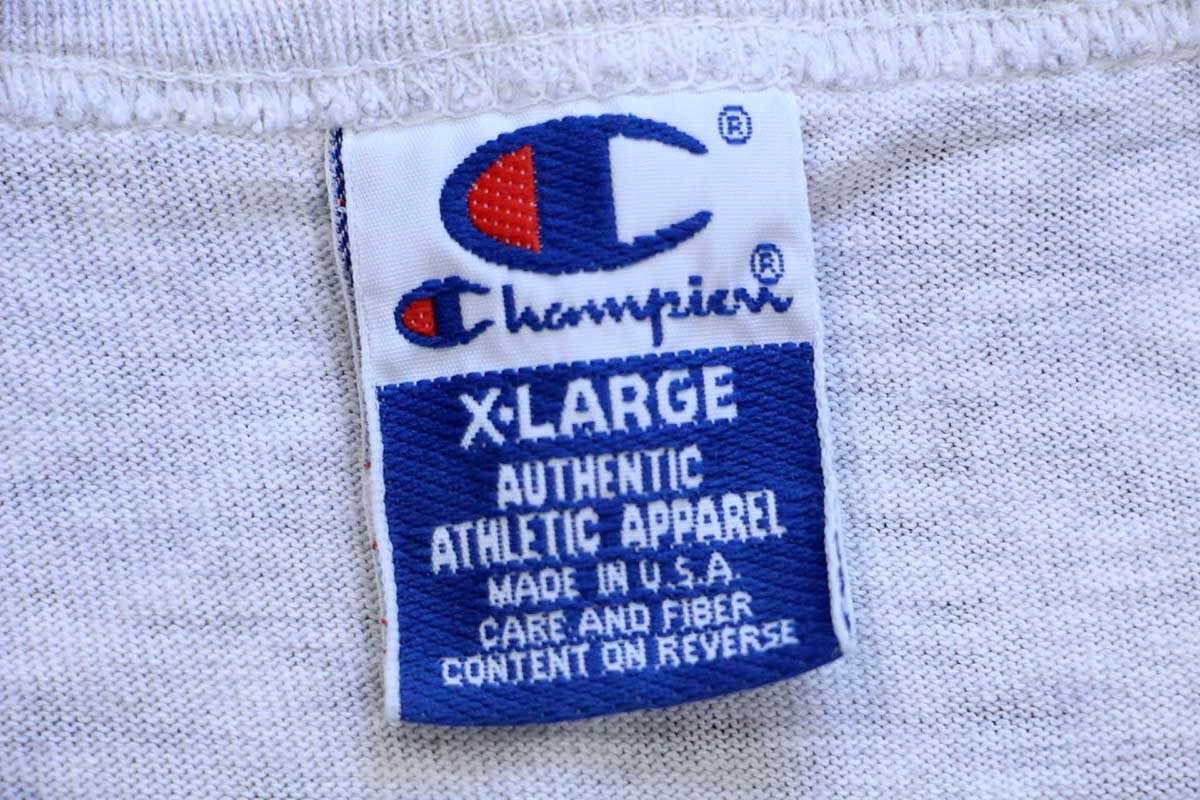 ®
Champion®
X-LARGE
AUTHENTIC
ATHLETIC APPAREL
MADE IN U.S.A.
CARE AND FIBER
CONTENT ON REVERSE